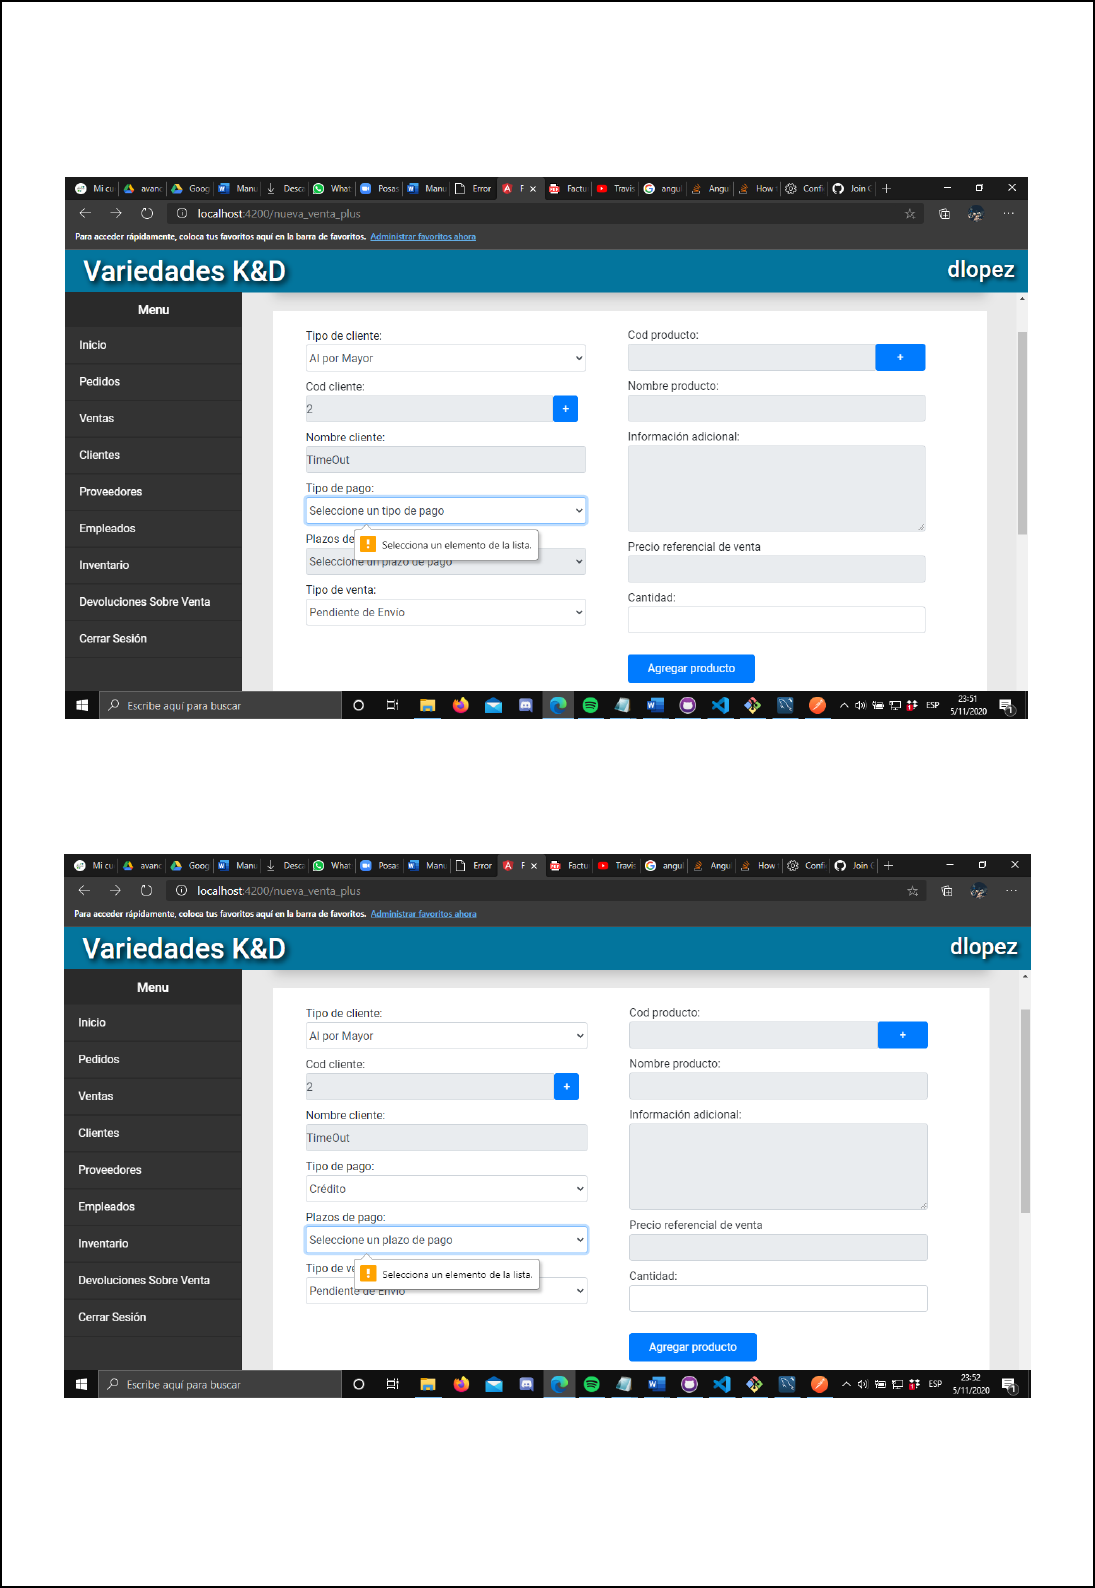 Mi cu avanc Goog Manu Desca What Posas Manu Error F Factu Travis angul Angu How t Confi Join G
localhost:4200/nueva_venta_plus
Para acceder rápidamente, coloca tus favoritos aquí en la barra de favoritos. Administrar favoritos ahora
Variedades K&D dlopez
Menu
Inicio
Pedidos
Ventas
Clientes
Proveedores
Empleados
Inventario
Devoluciones Sobre Venta
Cerrar Sesión
Tipo de cliente:
Al por Mayor
Cod cliente:
2 +
Nombre cliente:
TimeOut
Tipo de pago:
Seleccione un tipo de pago
Selecciona un elemento de la lista.
Plazos de
Seleccione un plazo de pago
Tipo de venta:
Pendiente de Envío
Cod producto:
+
Nombre producto:
Información adicional:
Precio referencial de venta
Cantidad:
Agregar producto
Escribe aquí para buscar
ESP
23:51
5/11/2020
1
Mi cu avanc Goog Manu Desca What Posas Manu Error F Factu Travis angul Angul How t Confi Join G
localhost:4200/nueva_venta_plus
Para acceder rápidamente, coloca tus favoritos aquí en la barra de favoritos. Administrar favoritos ahora
Variedades K&D dlopez
Menu
Inicio
Pedidos
Ventas
Clientes
Proveedores
Empleados
Inventario
Devoluciones Sobre Venta
Cerrar Sesión
Tipo de cliente:
Al por Mayor
Cod cliente:
2 +
Nombre cliente:
TimeOut
Tipo de pago:
Crédito
Plazos de pago:
Seleccione un plazo de pago
Selecciona un elemento de la lista.
Tipo de ve
Pendiente de Envío
Cod producto:
+
Nombre producto:
Información adicional:
Precio referencial de venta
Cantidad:
Agregar producto
Escribe aquí para buscar
ESP
23:52
5/11/2020
1